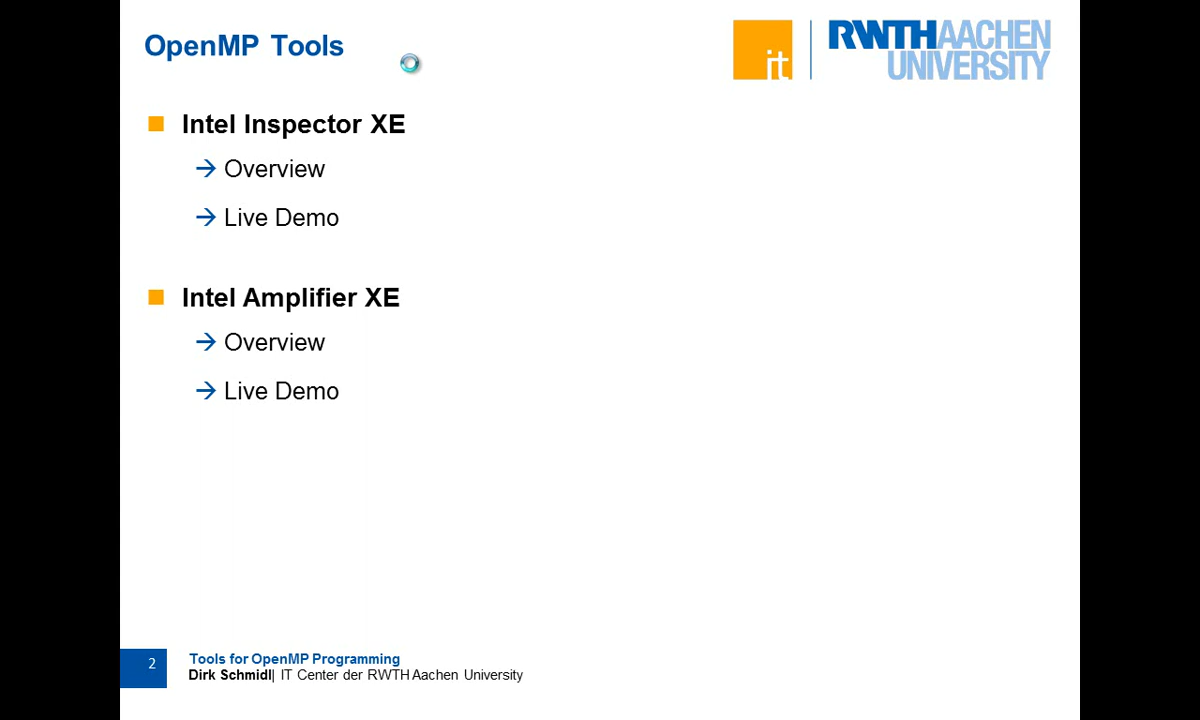 OpenMP Tools
it
RWTHAACHEN
UNIVERSITY
Intel Inspector XE
→ Overview
→ Live Demo
Intel Amplifier XE
→ Overview
→ Live Demo
2
Tools for OpenMP Programming
Dirk Schmidl| IT Center der RWTH Aachen University